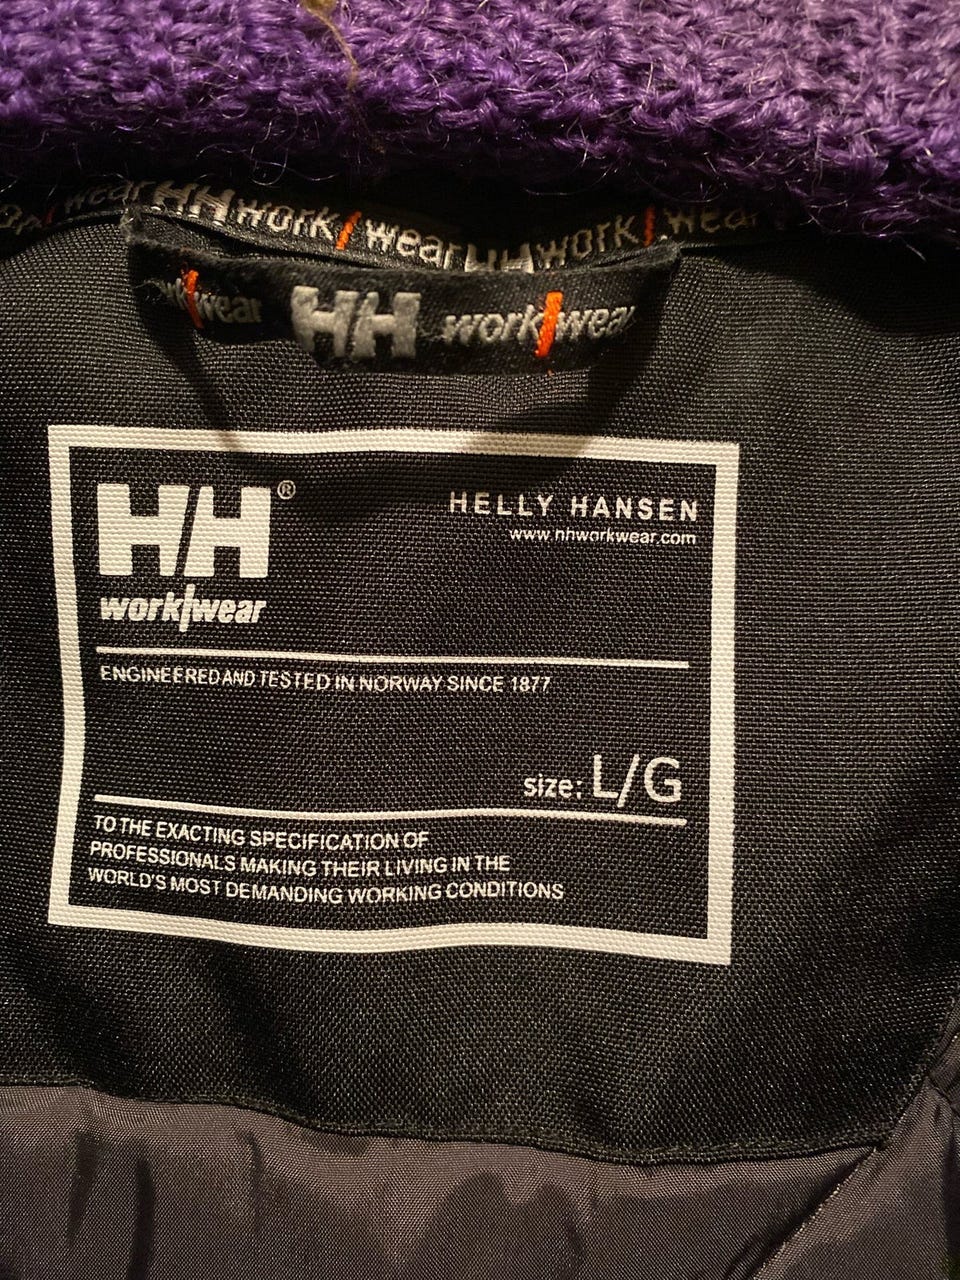 wear HH work/wear HH work/wear
work/wear HH work/wear
HH®
work/wear
HELLY HANSEN
www.hhworkwear.com
ENGINEERED AND TESTED IN NORWAY SINCE 1877
size: L/G
TO THE EXACTING SPECIFICATION OF
PROFESSIONALS MAKING THEIR LIVING IN THE
WORLD'S MOST DEMANDING WORKING CONDITIONS